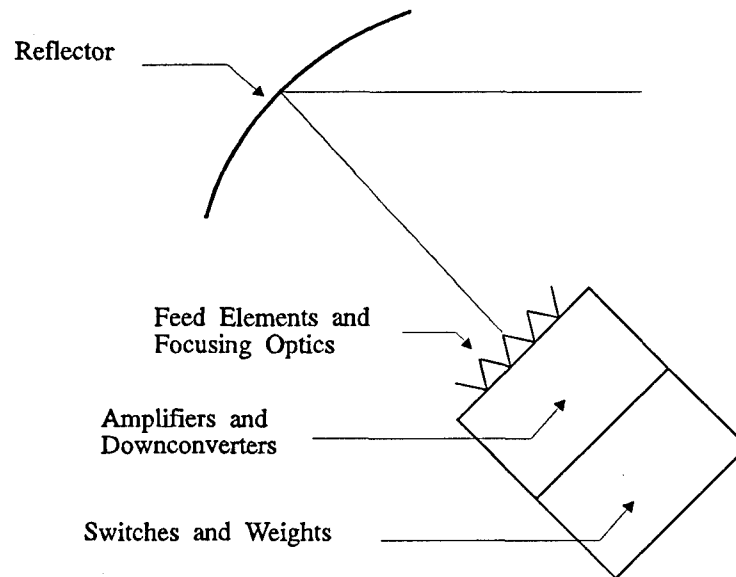 Reflector
Feed Elements and
Focusing Optics
Amplifiers and
Downconverters
Switches and Weights